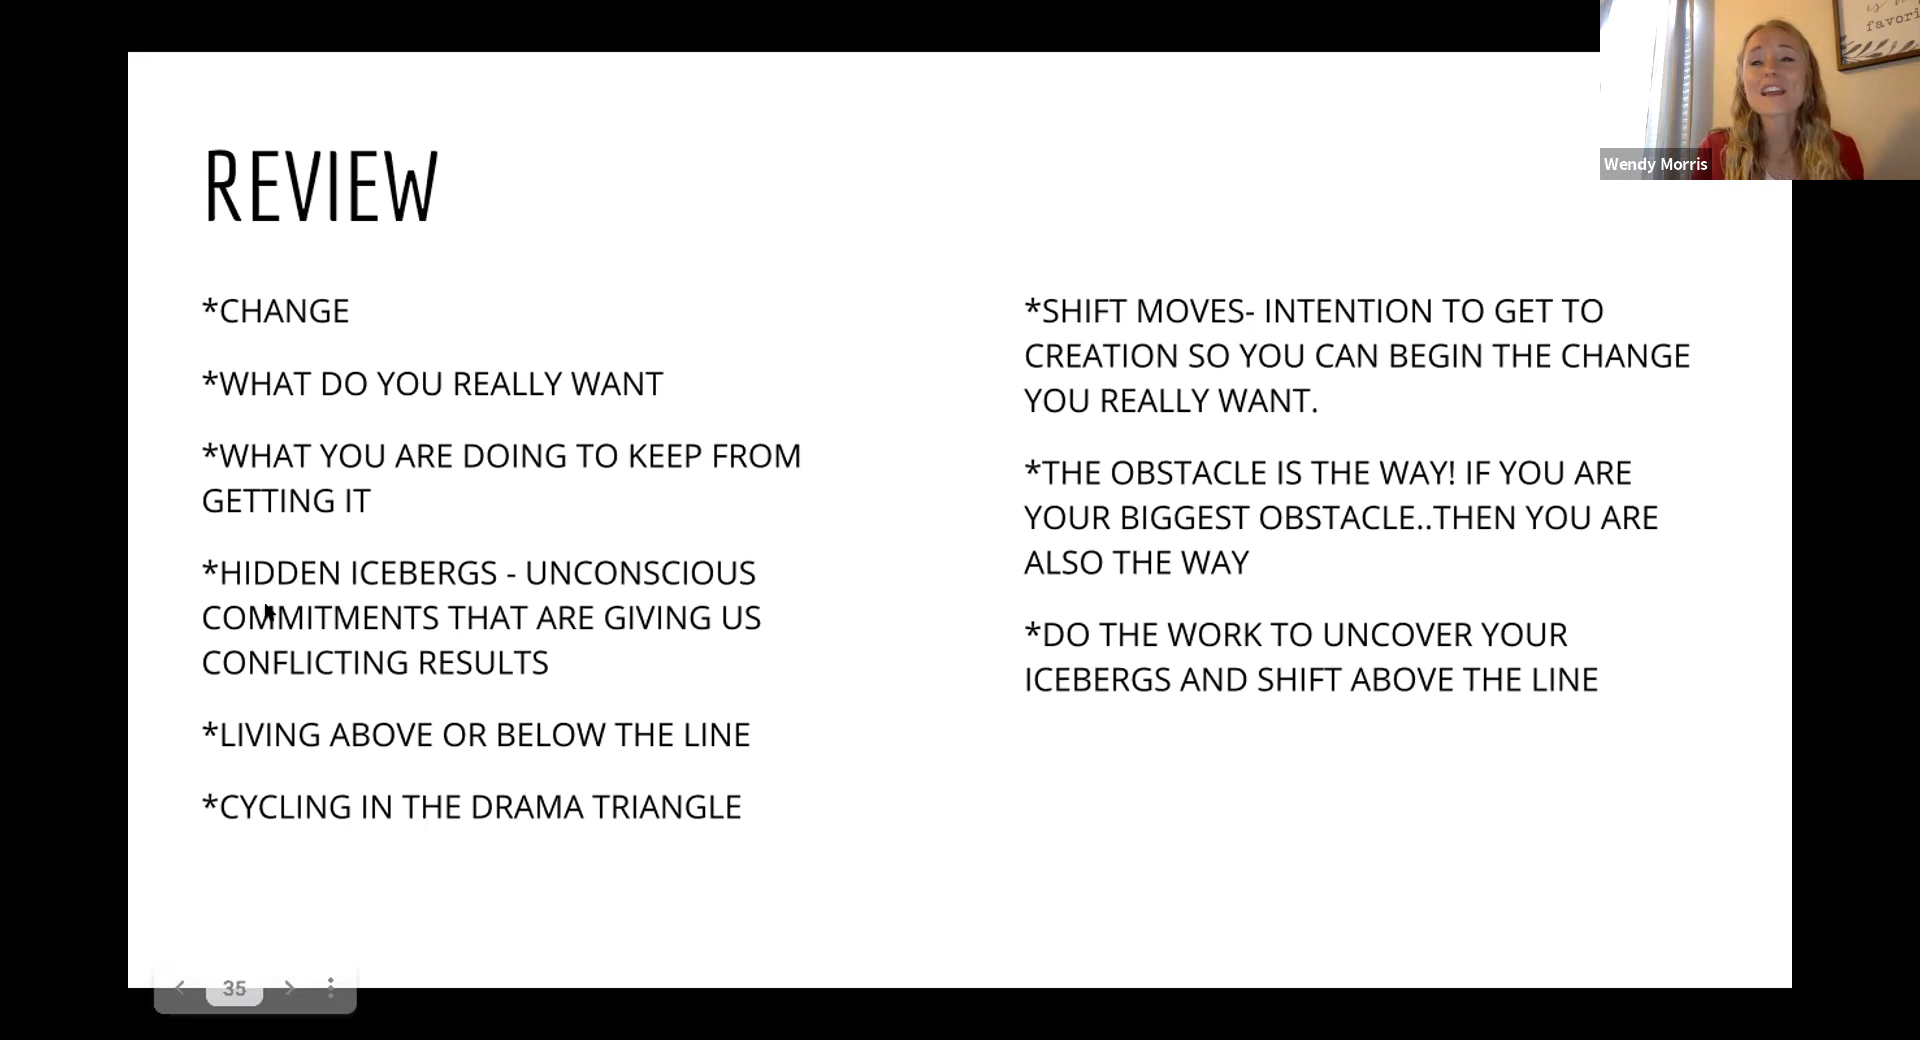 REVIEW
*CHANGE
*WHAT DO YOU REALLY WANT
*WHAT YOU ARE DOING TO KEEP FROM
GETTING IT
*HIDDEN ICEBERGS - UNCONSCIOUS
COMMITMENTS THAT ARE GIVING US
CONFLICTING RESULTS
*LIVING ABOVE OR BELOW THE LINE
*CYCLING IN THE DRAMA TRIANGLE
*SHIFT MOVES- INTENTION TO GET TO
CREATION SO YOU CAN BEGIN THE CHANGE
YOU REALLY WANT.
*THE OBSTACLE IS THE WAY! IF YOU ARE
YOUR BIGGEST OBSTACLE..THEN YOU ARE
ALSO THE WAY
*DO THE WORK TO UNCOVER YOUR
ICEBERGS AND SHIFT ABOVE THE LINE
is
Wendy Morris
35